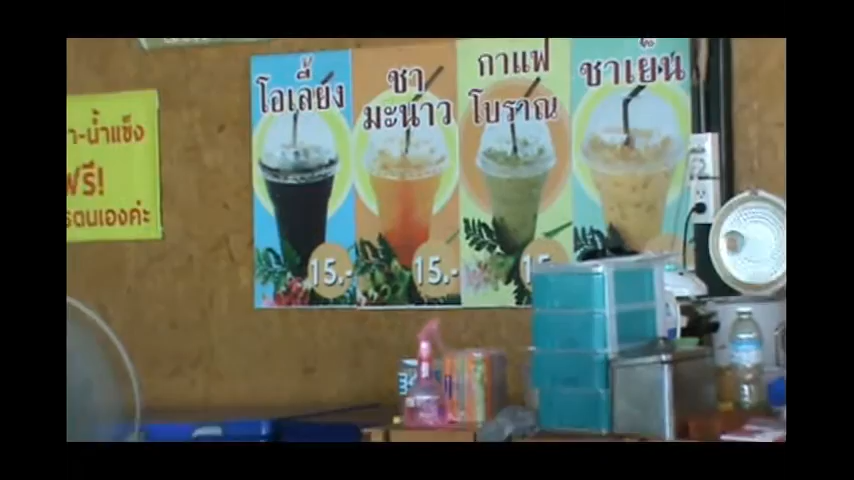 โอเลี้ยง
ชา
มะนาว
กาแฟ
โบราณ
ชาเย็น
-น้ำแข็ง
ฟรี!
ตนเองค่ะ
15.-
15.-
15